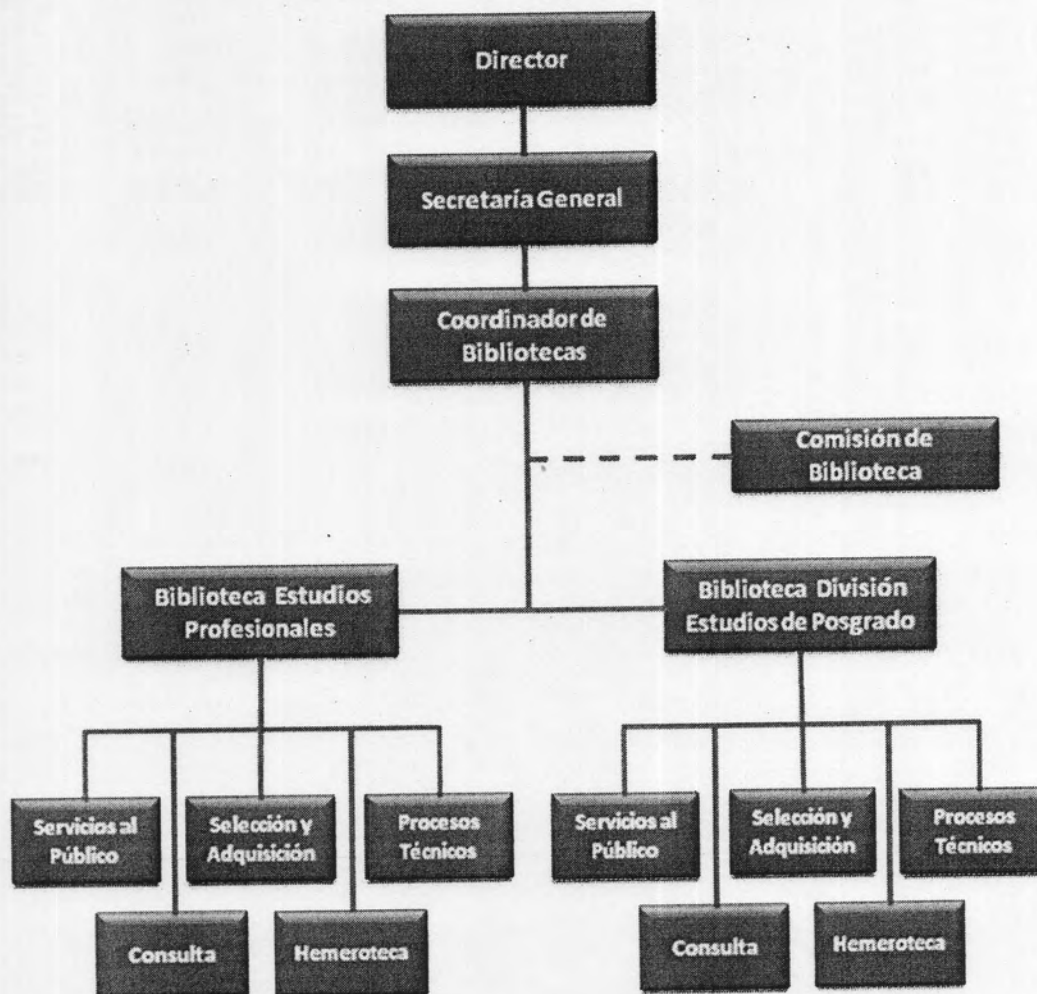 Director
Secretaría General
Coordinador de
Bibliotecas
Comisión de
Biblioteca
Biblioteca Estudios
Profesionales
Biblioteca División
Estudios de Posgrado
Servicios al
Público
Selección y
Adquisición
Procesos
Técnicos
Consulta
Hemeroteca
Servicios al
Público
Selección y
Adquisición
Procesos
Técnicos
Consulta
Hemeroteca